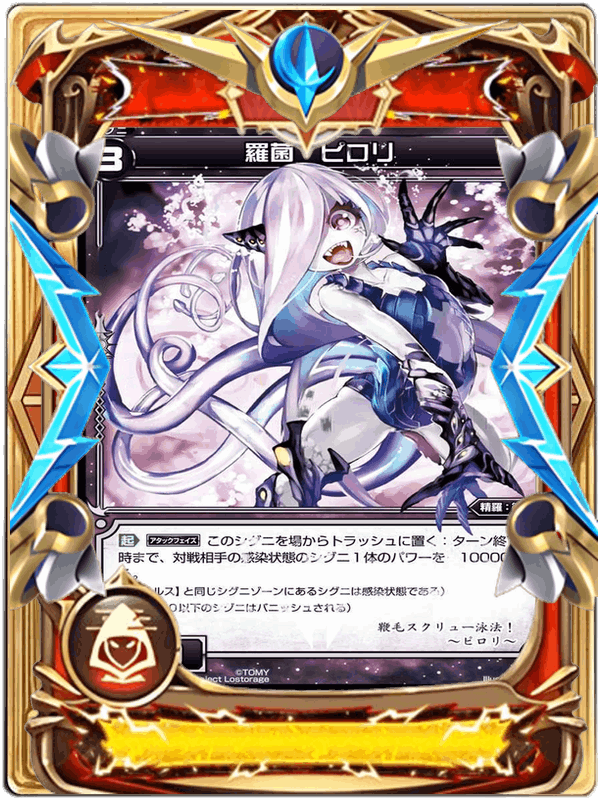 3
羅菌 ピロリ
精羅:
起 アタックフェイズ このシグニを場からトラッシュに置く:ターン終
時まで、対戦相手の感染状態のシグニ1体のパワーを 10000
ルス】と同じシグニゾーンにあるシグニは感染状態である)
0以下のシグニはバニッシュされる)
鞭毛スクリュー泳法!
~ピロリ~
©TOMY
ject Lostorage
Illu